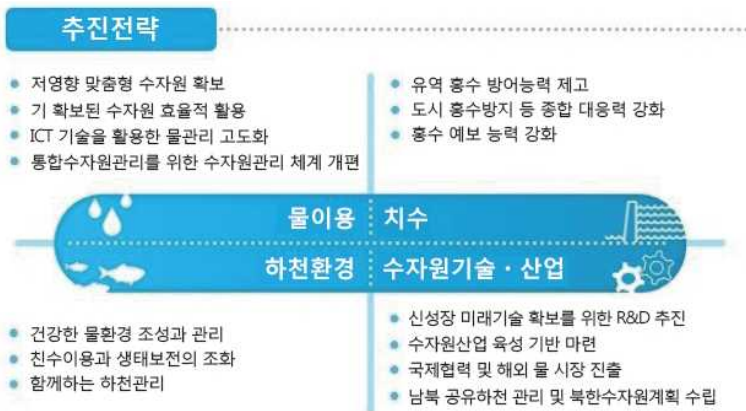 추진전략
저영향 맞춤형 수자원 확보
기 확보된 수자원 효율적 활용
ICT 기술을 활용한 물관리 고도화
통합수자원관리를 위한 수자원관리 체계 개편
유역 홍수 방어능력 제고
도시 홍수방지 등 종합 대응력 강화
홍수 예보 능력 강화
물이용
치수
하천환경
수자원기술 · 산업
건강한 물환경 조성과 관리
친수이용과 생태보전의 조화
함께하는 하천관리
신성장 미래기술 확보를 위한 R&D 추진
수자원산업 육성 기반 마련
국제협력 및 해외 물 시장 진출
남북 공유하천 관리 및 북한수자원계획 수립